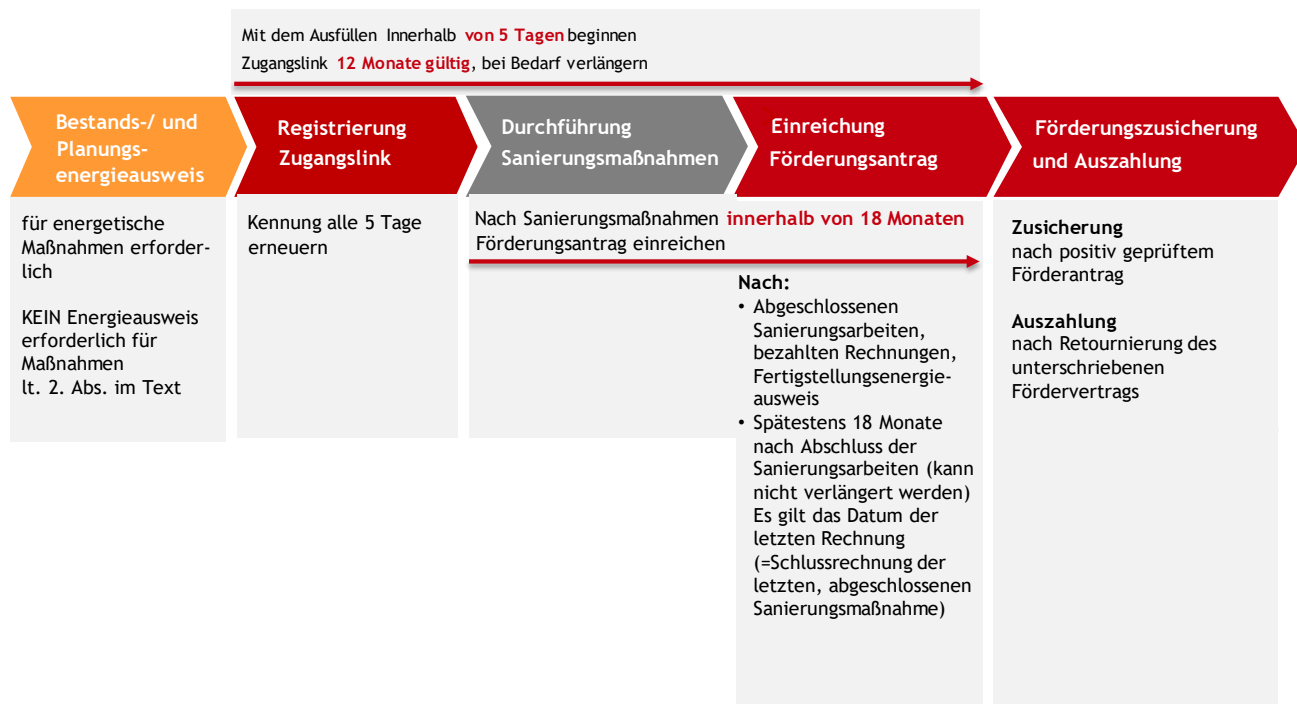 Mit dem Ausfüllen Innerhalb von 5 Tagen beginnen
Zugangslink 12 Monate gültig, bei Bedarf verlängern
Bestands-/ und
Planungs-
energieausweis
Registrierung
Zugangslink
Durchführung
Sanierungsmaßnahmen
Einreichung
Förderungsantrag
Förderungszusicherung
und Auszahlung
für energetische
Maßnahmen erforder-
lich
KEIN Energieausweis
erforderlich für
Maßnahmen
lt. 2. Abs. im Text
Kennung alle 5 Tage
erneuern
Nach Sanierungsmaßnahmen innerhalb von 18 Monaten
Förderungsantrag einreichen
Nach:
• Abgeschlossenen
Sanierungsarbeiten,
bezahlten Rechnungen,
Fertigstellungsenergie-
ausweis
• Spätestens 18 Monate
nach Abschluss der
Sanierungsarbeiten (kann
nicht verlängert werden)
Es gilt das Datum der
letzten Rechnung
(=Schlussrechnung der
letzten, abgeschlossenen
Sanierungsmaßnahme)
Zusicherung
nach positiv geprüftem
Förderantrag
Auszahlung
nach Retournierung des
unterschriebenen
Fördervertrags